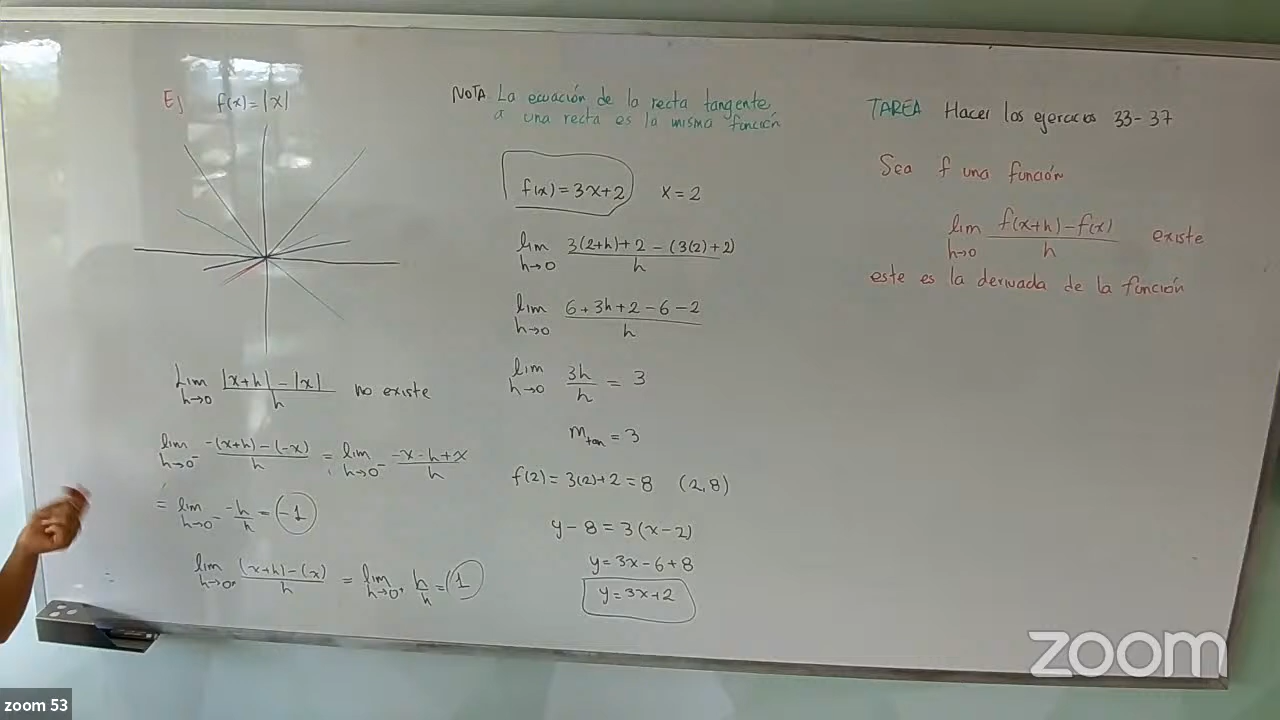 E) f(x)=|x|
Lim h→0 |x+h|-|x| / h no existe
lim h→0⁻ -(x+h)-(-x) / h = lim h→0⁻ -x-h+x / h
= lim h→0⁻ -h/h = -1
lim h→0⁺ (x+h)-(x) / h = lim h→0⁺ h/h = 1
NOTA. La ecuación de la recta tangente
a una recta es la misma función
f(x)=3x+2 x=2
lim h→0 3(2+h)+2-(3(2)+2) / h
lim h→0 6+3h+2-6-2 / h
lim h→0 3h/h = 3
m tan = 3
f(2)=3(2)+2=8 (2,8)
y-8=3(x-2)
y=3x-6+8
y=3x+2
TAREA Hacer los ejercicios 33-37
Sea f una función
lim h→0 f(x+h)-f(x) / h existe
este es la derivada de la función
zoom
zoom 53